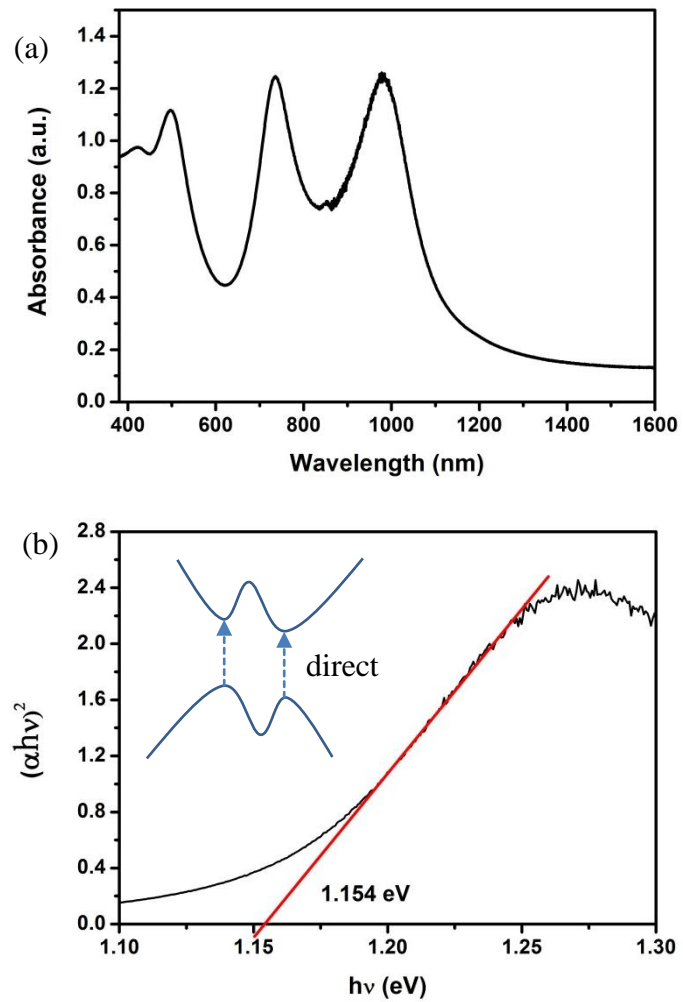 (a)
1.4
1.2
1.0
0.8
0.6
0.4
0.2
0.0
Absorbance (a.u.)
400 600 800 1000 1200 1400 1600
Wavelength (nm)
(b)
2.8
2.4
2.0
1.6
1.2
0.8
0.4
0.0
(αhν)²
direct
1.154 eV
1.10 1.15 1.20 1.25 1.30
hν (eV)